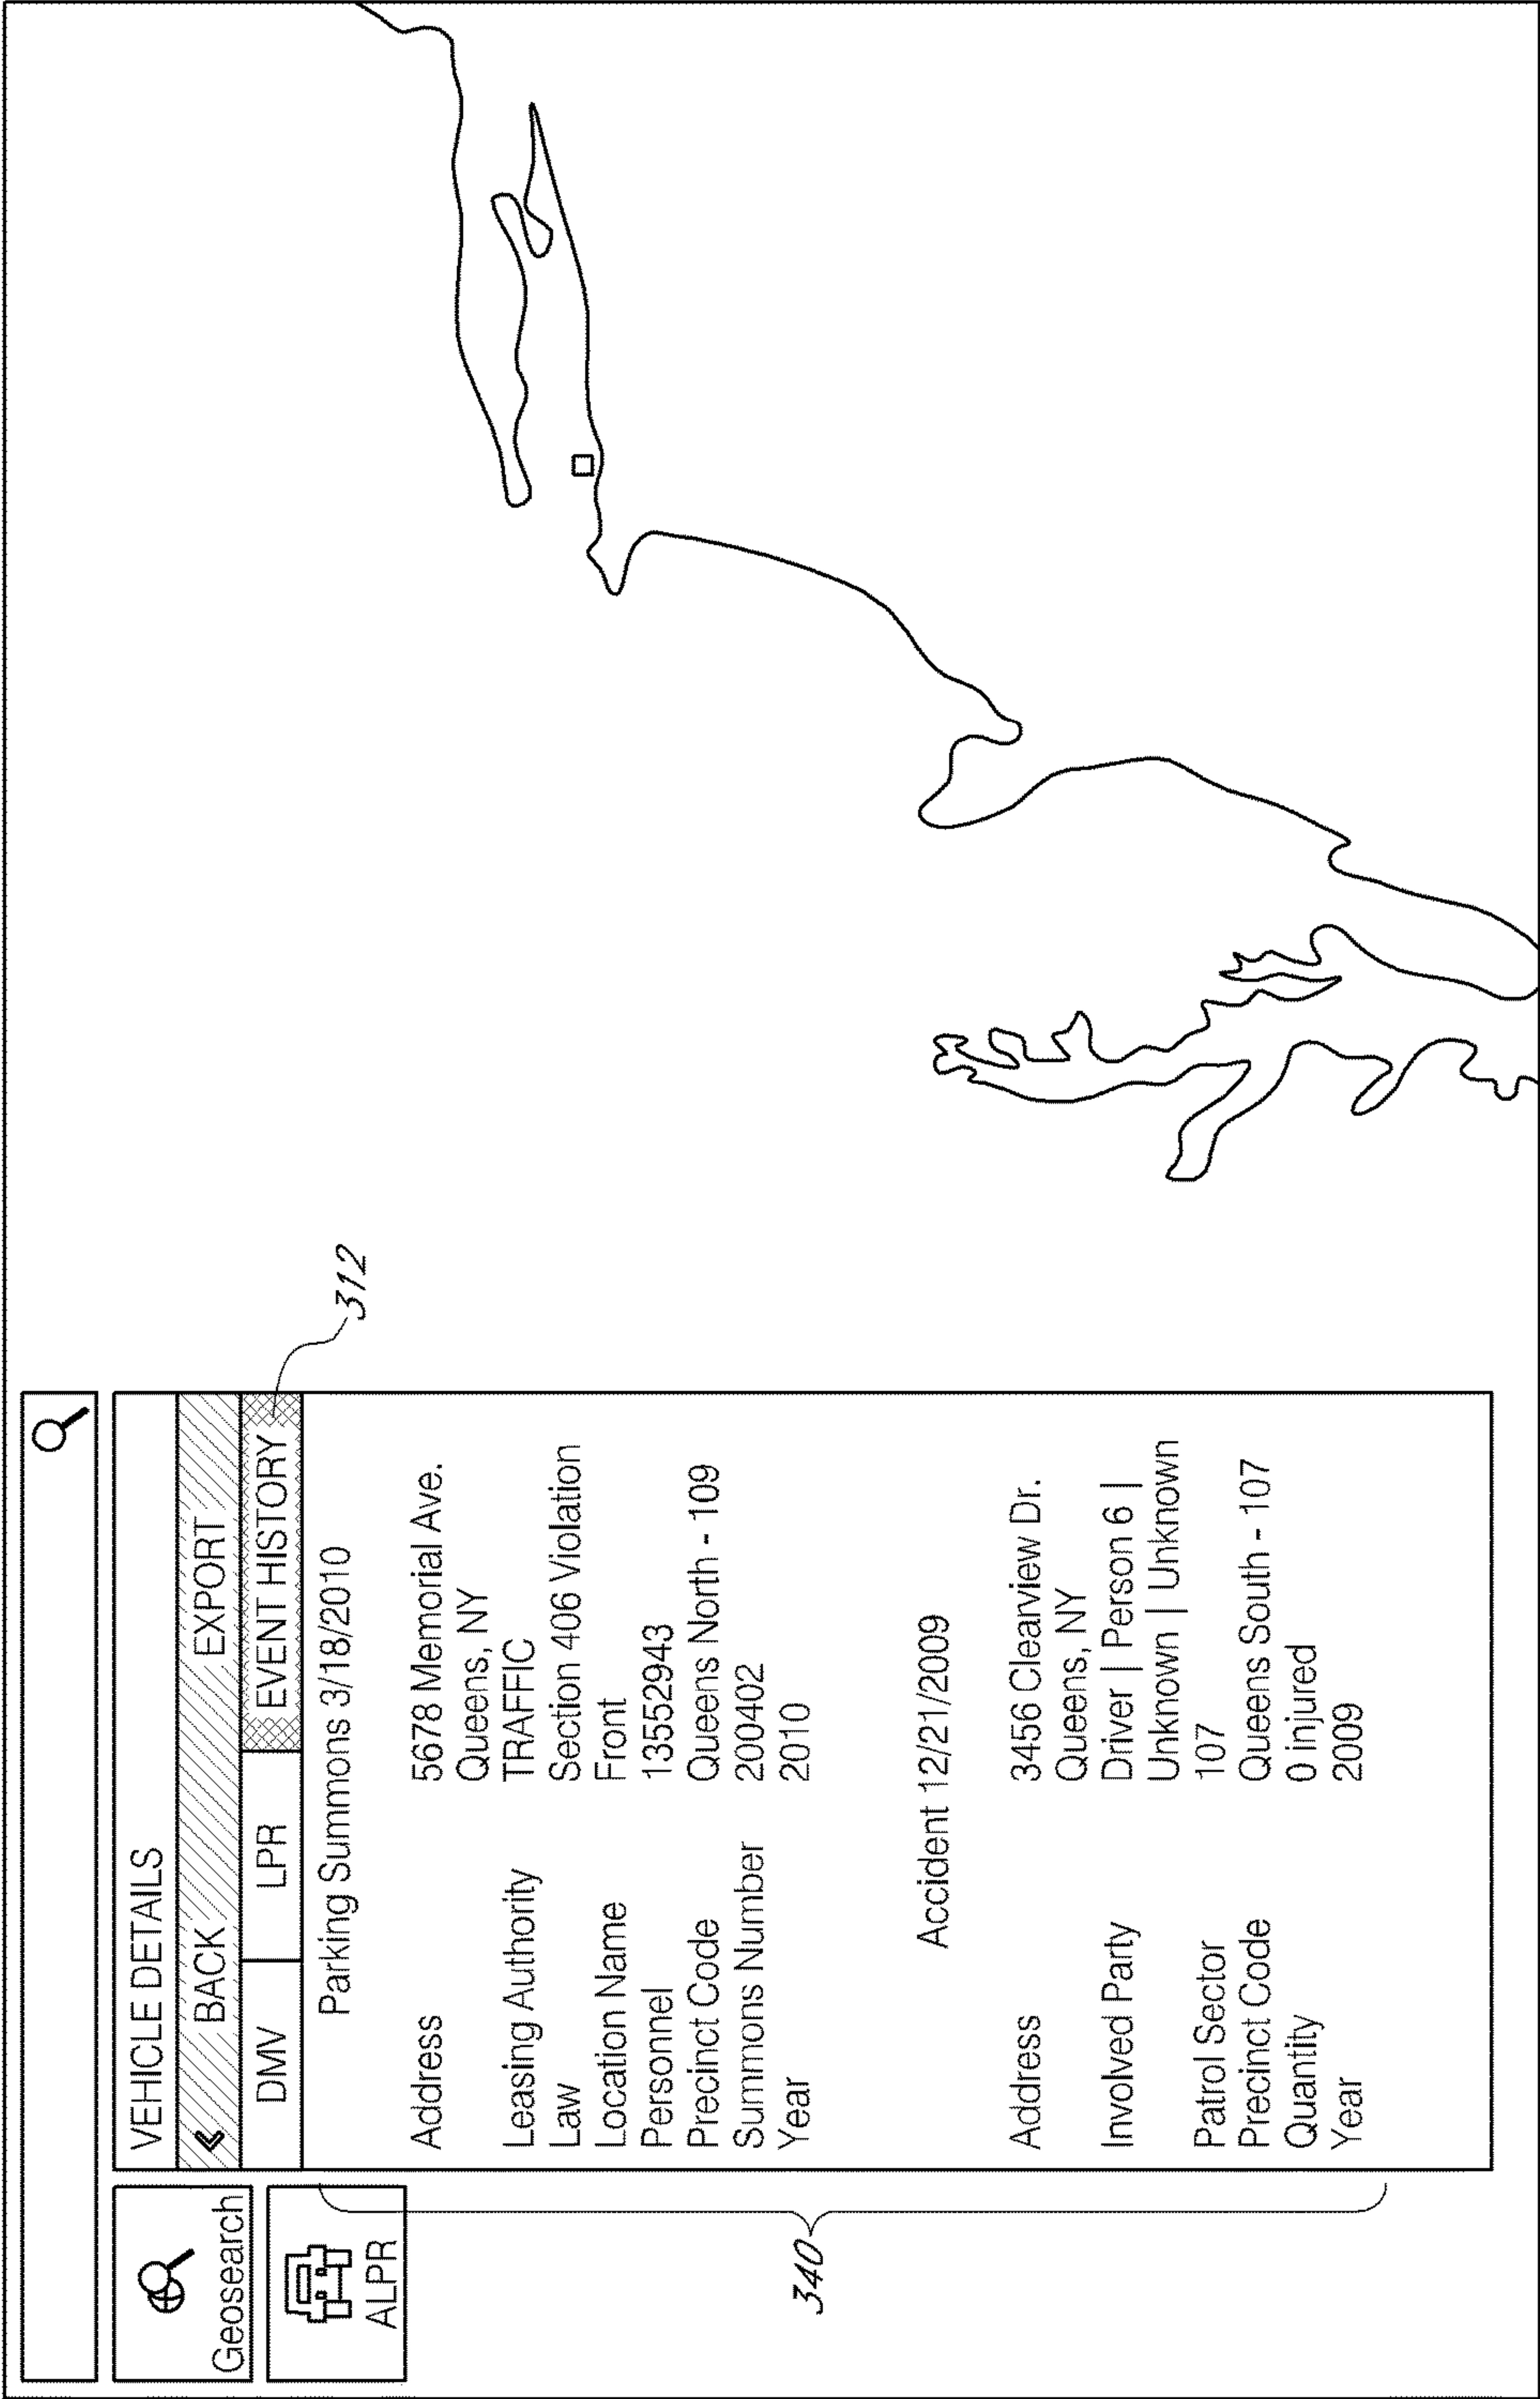 VEHICLE DETAILS
BACK EXPORT
DMV LPR EVENT HISTORY
312
Geosearch
ALPR
340
Parking Summons 3/18/2010
Address 5678 Memorial Ave.
Queens, NY
Leasing Authority TRAFFIC
Law Section 406 Violation
Location Name Front
Personnel 13552943
Precinct Code Queens North - 109
Summons Number 200402
Year 2010
Accident 12/21/2009
Address 3456 Clearview Dr.
Queens, NY
Involved Party Driver | Person 6 |
Unknown | Unknown
Patrol Sector 107
Precinct Code Queens South - 107
Quantity 0 injured
Year 2009